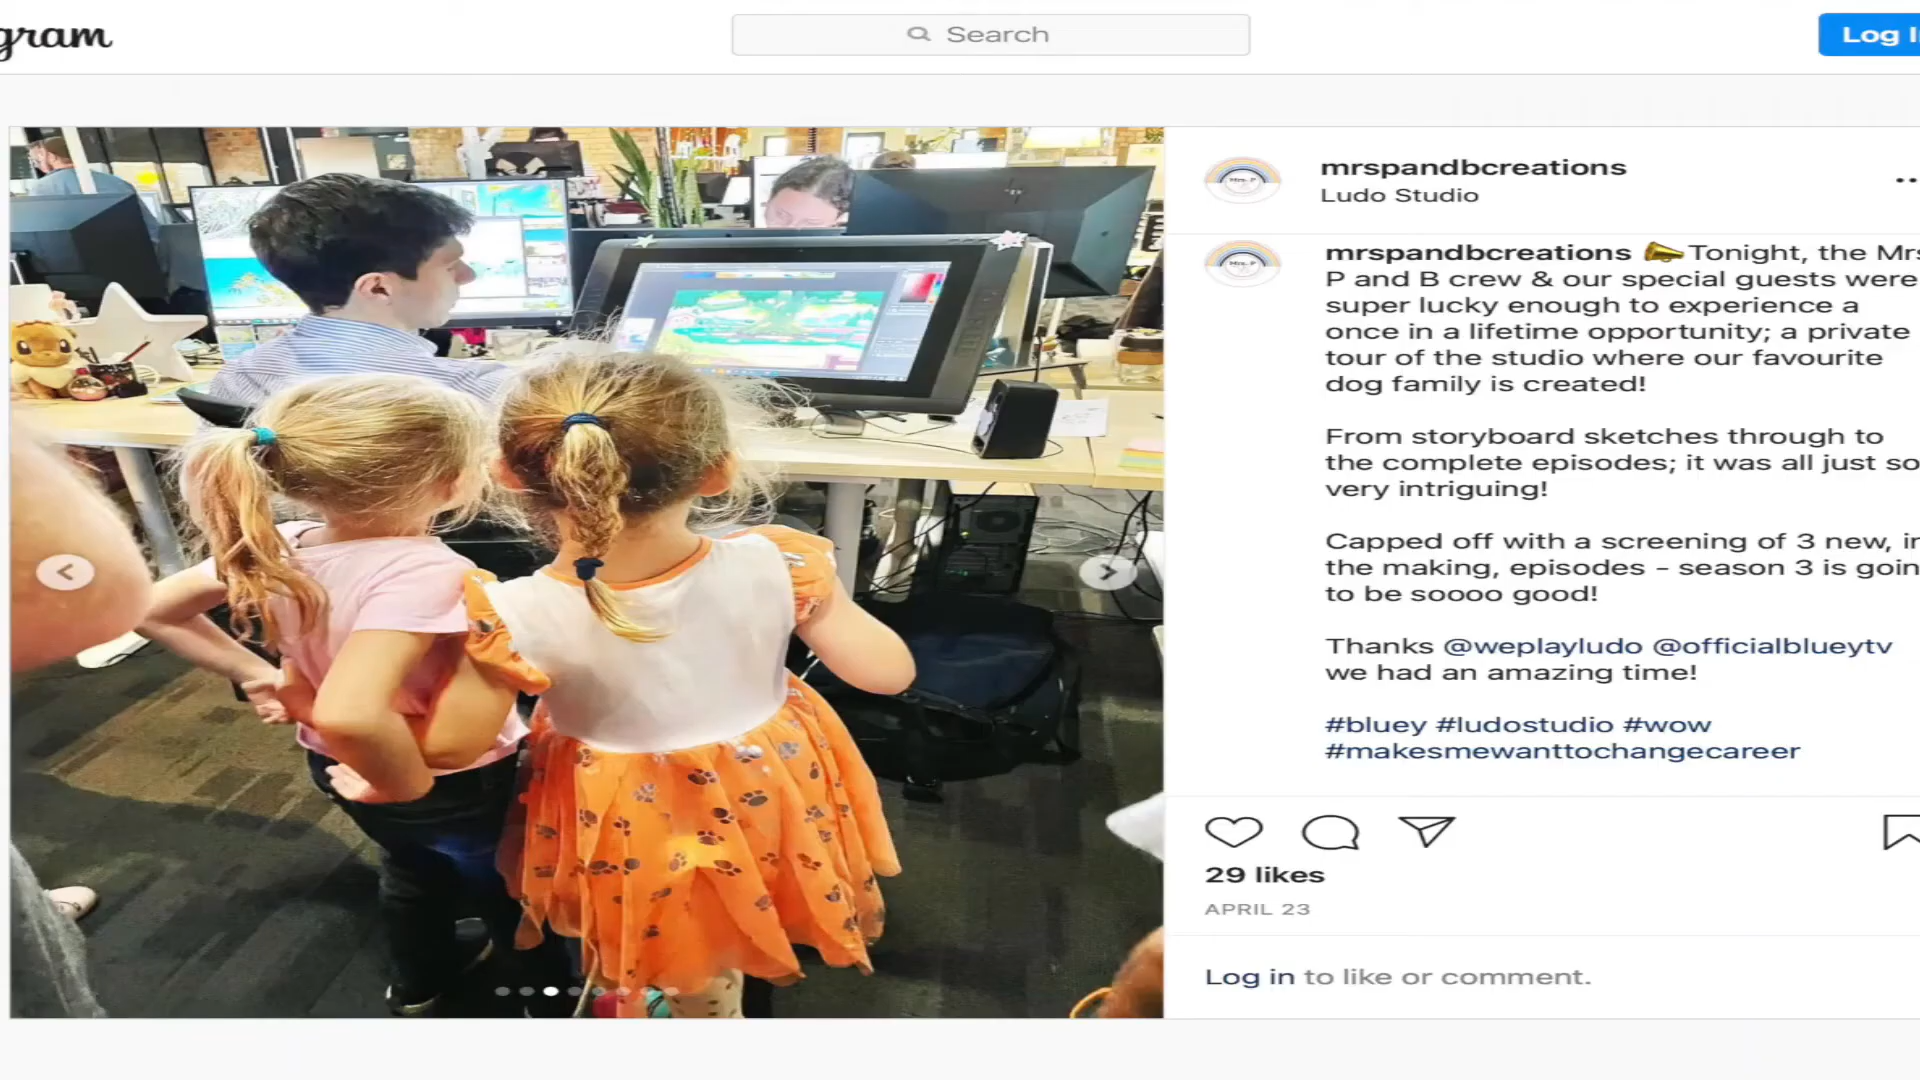 gram
Search
Log I
mrspandbcreations
Ludo Studio
mrspandbcreations 📣Tonight, the Mrs
P and B crew & our special guests were
super lucky enough to experience a
once in a lifetime opportunity; a private
tour of the studio where our favourite
dog family is created!
From storyboard sketches through to
the complete episodes; it was all just so
very intriguing!
Capped off with a screening of 3 new, in
the making, episodes - season 3 is goin
to be soooo good!
Thanks @weplayludo @officialblueytv
we had an amazing time!
#bluey #ludostudio #wow
#makesmewanttochangecareer
29 likes
APRIL 23
Log in to like or comment.